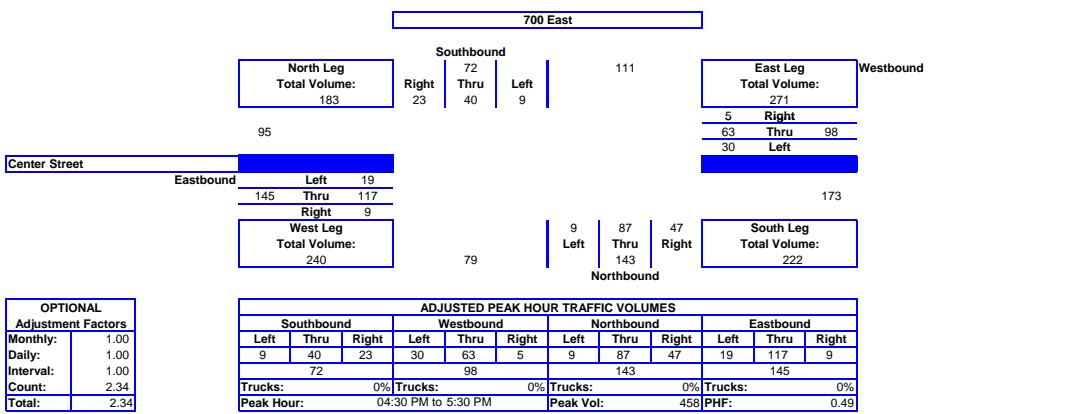 700 East
Southbound
North Leg 72 111 East Leg Westbound
Total Volume: Right Thru Left Total Volume:
183 23 40 9 271
5 Right
95 63 Thru 98
30 Left
Center Street
Eastbound Left 19
145 Thru 117 173
Right 9
West Leg 9 87 47 South Leg
Total Volume: Left Thru Right Total Volume:
240 79 143 222
Northbound
OPTIONAL ADJUSTED PEAK HOUR TRAFFIC VOLUMES
Adjustment Factors Southbound Westbound Northbound Eastbound
Monthly: 1.00 Left Thru Right Left Thru Right Left Thru Right Left Thru Right
Daily: 1.00 9 40 23 30 63 5 9 87 47 19 117 9
Interval: 1.00 72 98 143 145
Count: 2.34 Trucks: 0% Trucks: 0% Trucks: 0% Trucks: 0%
Total: 2.34 Peak Hour: 04:30 PM to 5:30 PM Peak Vol: 458 PHF: 0.49